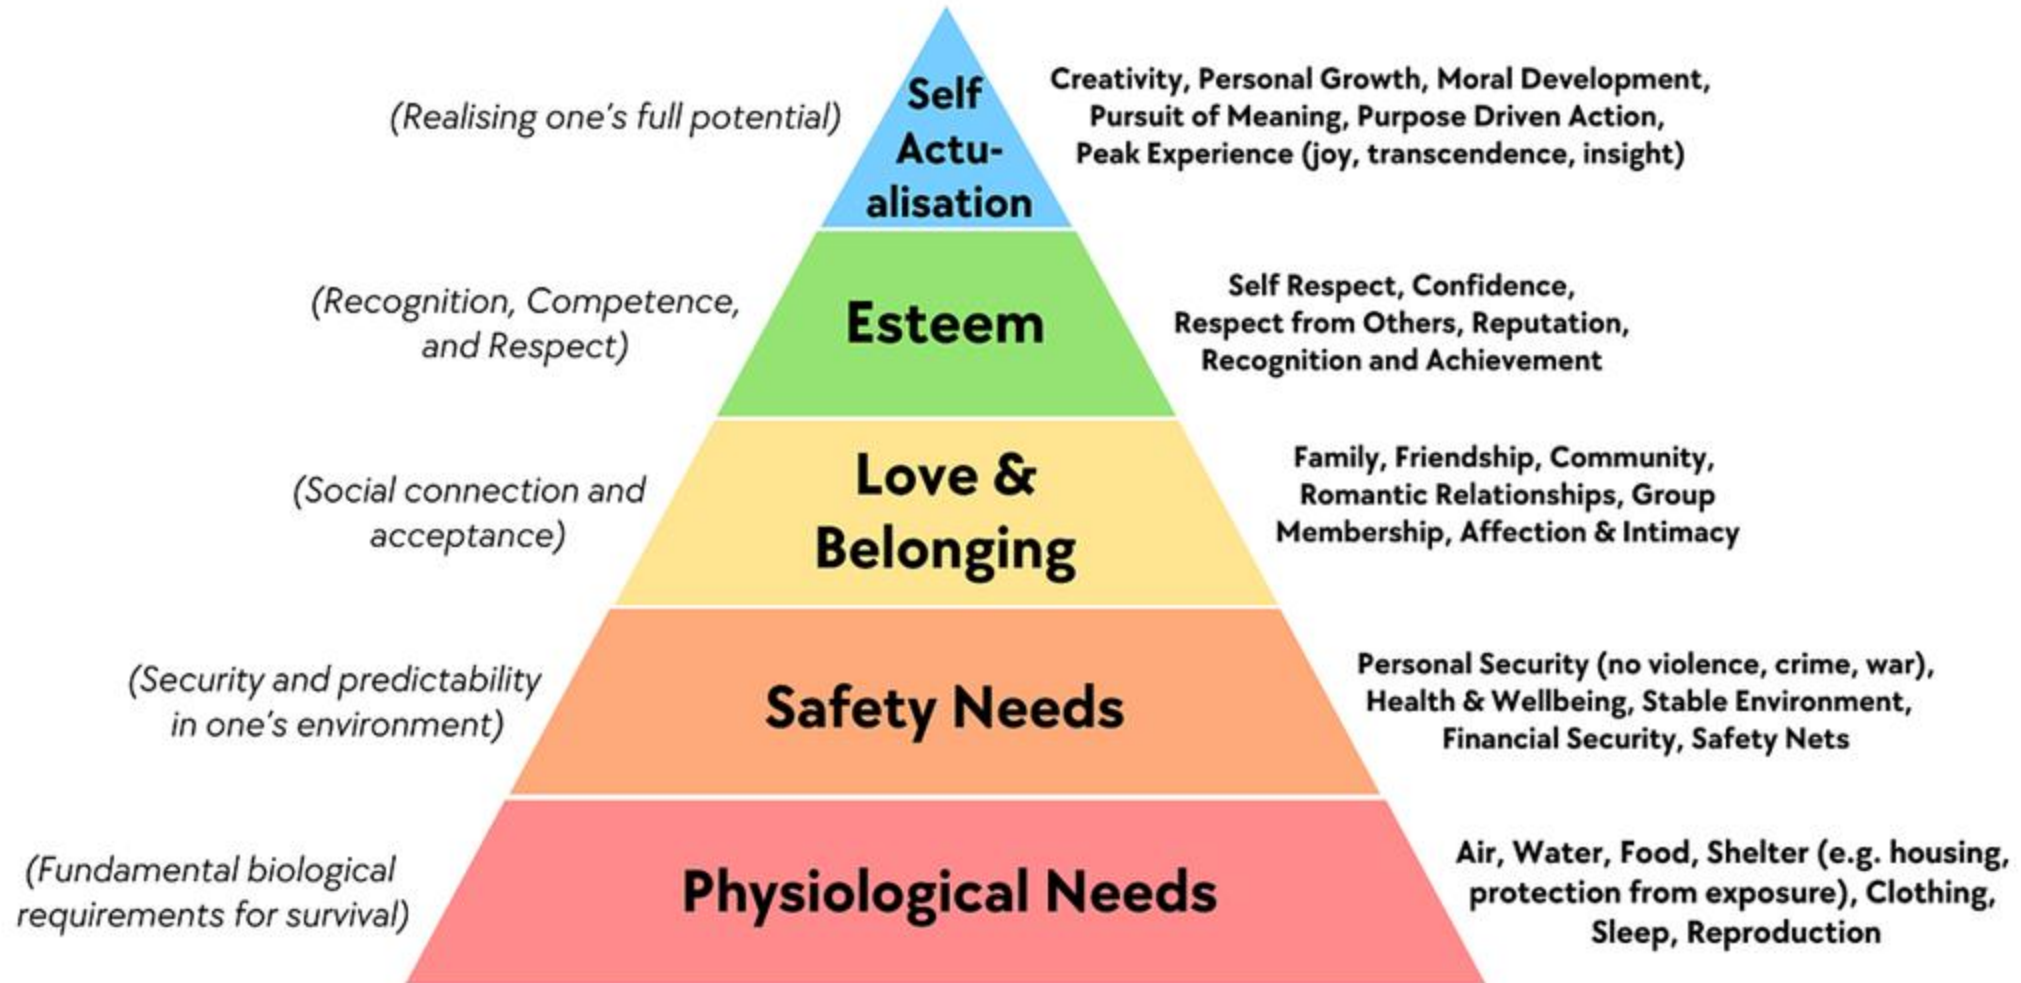 (Realising one's full potential)
Self
Actu-
alisation
Creativity, Personal Growth, Moral Development,
Pursuit of Meaning, Purpose Driven Action,
Peak Experience (joy, transcendence, insight)
(Recognition, Competence,
and Respect)
Esteem
Self Respect, Confidence,
Respect from Others, Reputation,
Recognition and Achievement
(Social connection and
acceptance)
Love &
Belonging
Family, Friendship, Community,
Romantic Relationships, Group
Membership, Affection & Intimacy
(Security and predictability
in one's environment)
Safety Needs
Personal Security (no violence, crime, war),
Health & Wellbeing, Stable Environment,
Financial Security, Safety Nets
(Fundamental biological
requirements for survival)
Physiological Needs
Air, Water, Food, Shelter (e.g. housing,
protection from exposure), Clothing,
Sleep, Reproduction